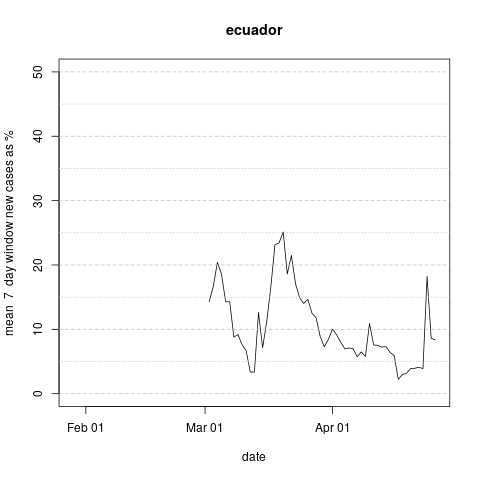 ecuador
mean 7 day window new cases as %
50
40
30
20
10
0
Feb 01
Mar 01
Apr 01
date